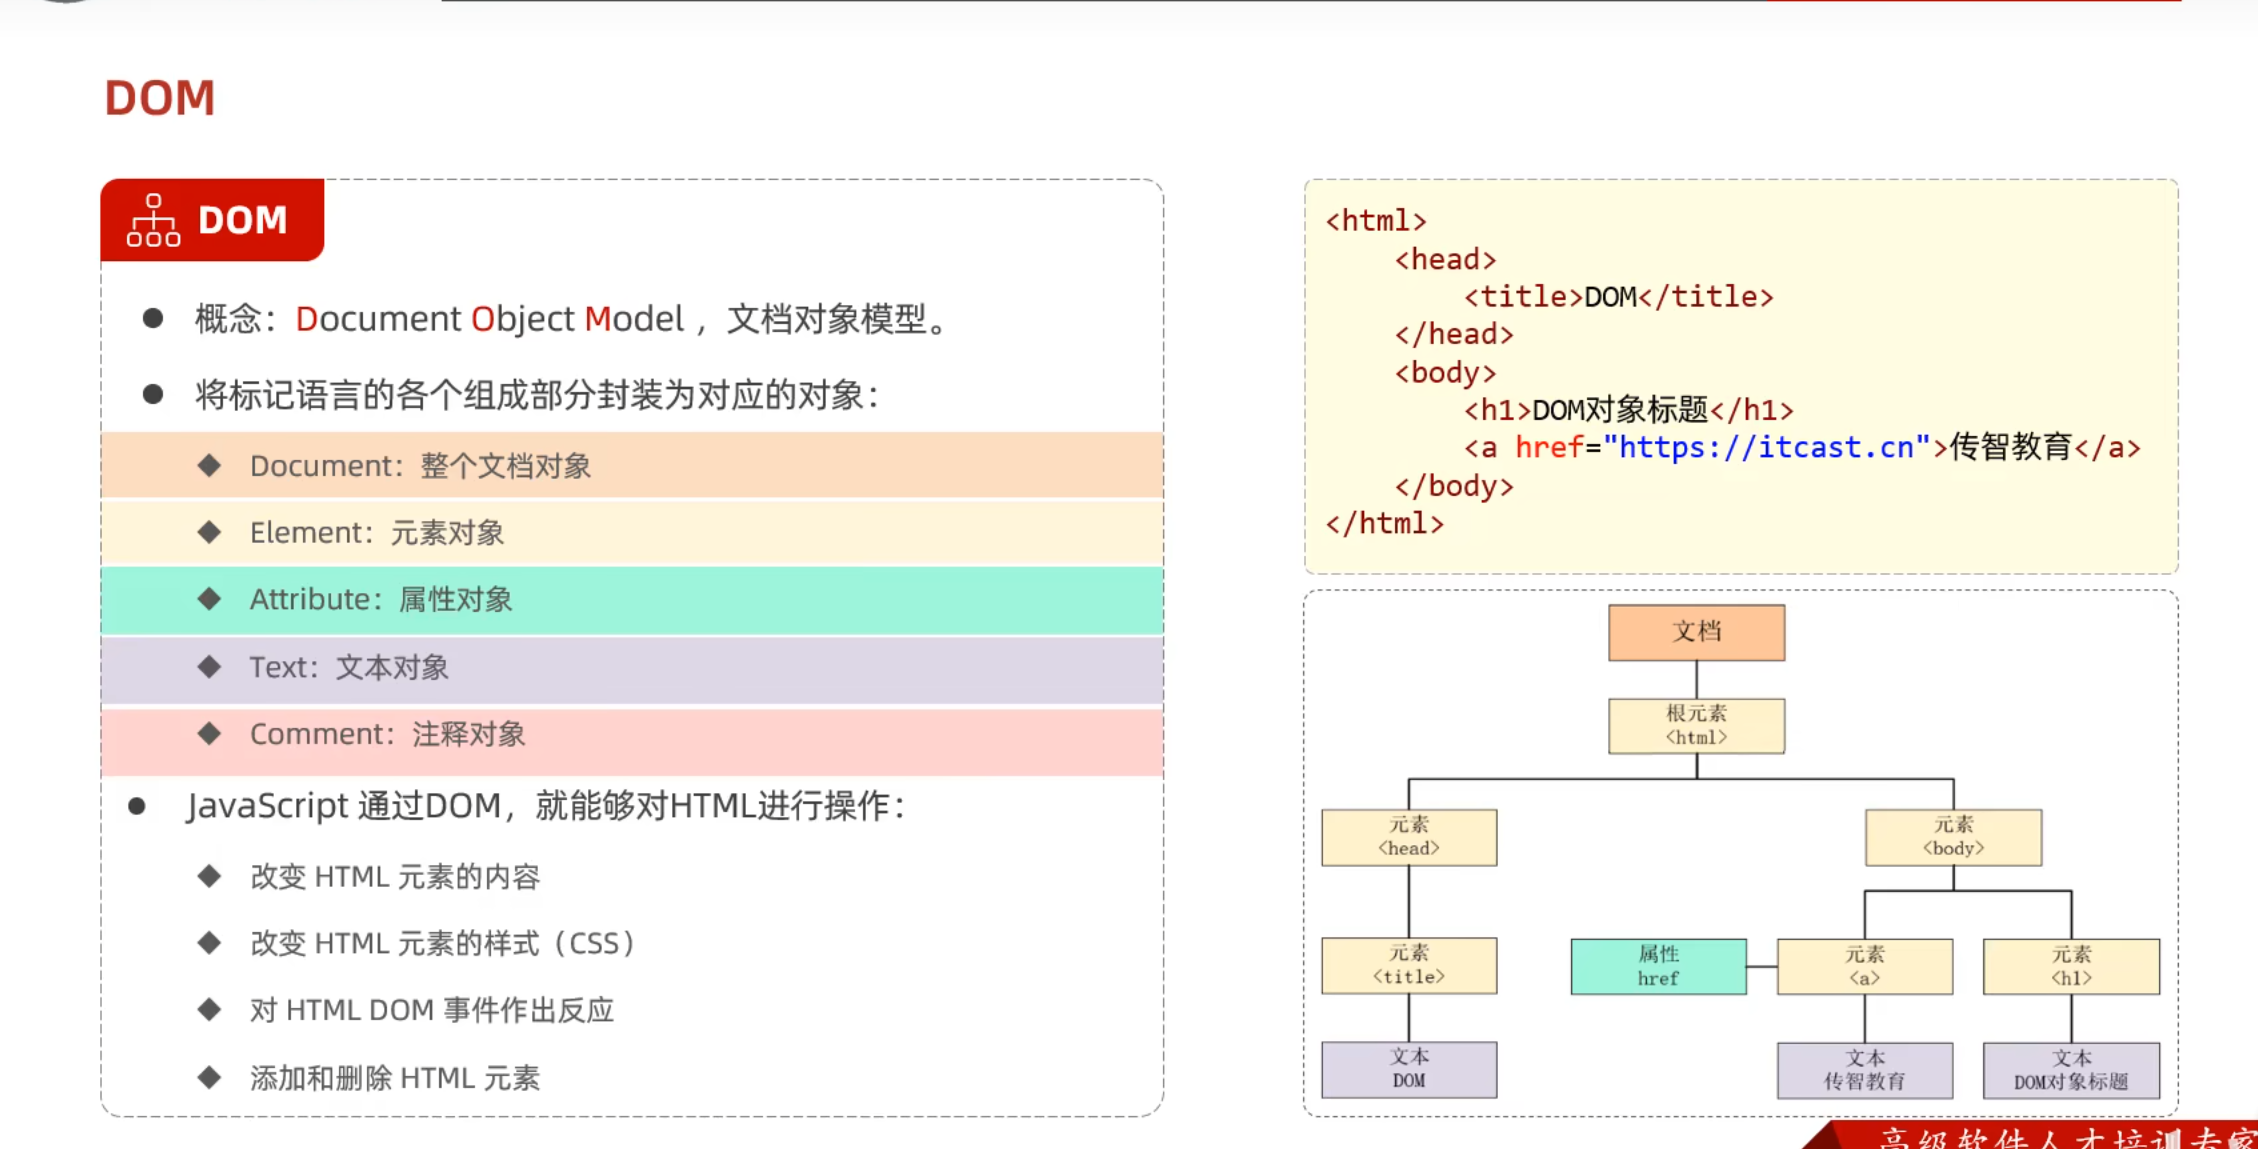 DOM
DOM
概念：Document Object Model ，文档对象模型。
将标记语言的各个组成部分封装为对应的对象：
Document：整个文档对象
Element：元素对象
Attribute：属性对象
Text：文本对象
Comment：注释对象
JavaScript 通过DOM，就能够对HTML进行操作：
改变 HTML 元素的内容
改变 HTML 元素的样式（CSS）
对 HTML DOM 事件作出反应
添加和删除 HTML 元素
<html>
<head>
<title>DOM</title>
</head>
<body>
<h1>DOM对象标题</h1>
<a href="https://itcast.cn">传智教育</a>
</body>
</html>
文档
根元素
<html>
元素
<head>
元素
<body>
元素
<title>
属性
href
元素
<a>
元素
<h1>
文本
DOM
文本
传智教育
文本
DOM对象标题
高级软件人才培训专家